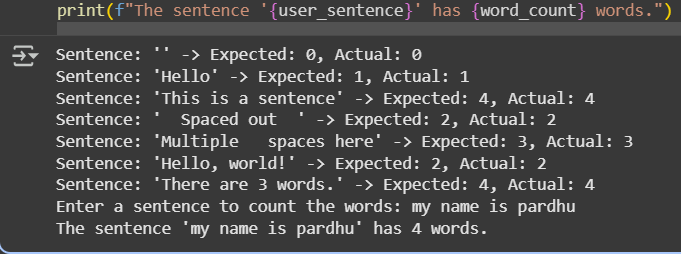 print(f"The sentence '{user_sentence}' has {word_count} words.")
Sentence: '' -> Expected: 0, Actual: 0
Sentence: 'Hello' -> Expected: 1, Actual: 1
Sentence: 'This is a sentence' -> Expected: 4, Actual: 4
Sentence: '  Spaced out  ' -> Expected: 2, Actual: 2
Sentence: 'Multiple   spaces here' -> Expected: 3, Actual: 3
Sentence: 'Hello, world!' -> Expected: 2, Actual: 2
Sentence: 'There are 3 words.' -> Expected: 4, Actual: 4
Enter a sentence to count the words: my name is pardhu
The sentence 'my name is pardhu' has 4 words.